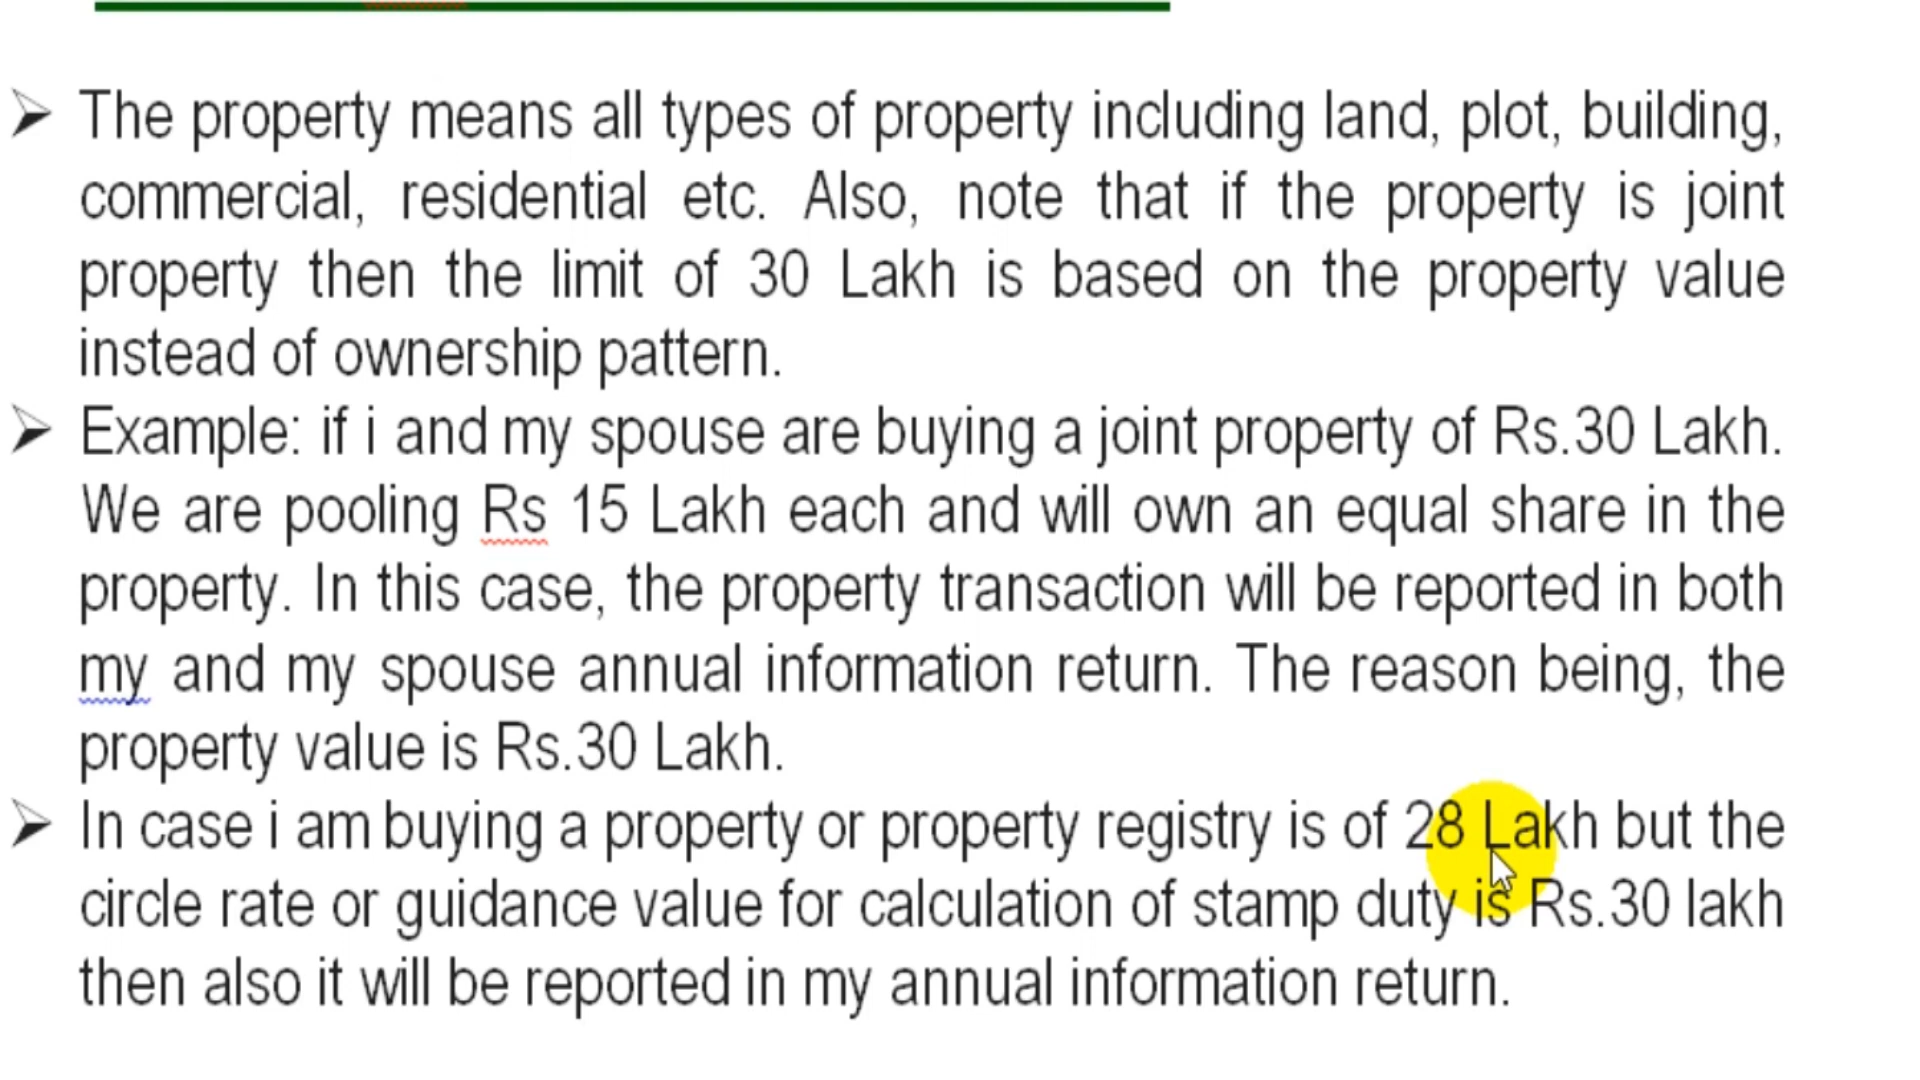 The property means all types of property including land, plot, building,
commercial, residential etc. Also, note that if the property is joint
property then the limit of 30 Lakh is based on the property value
instead of ownership pattern.
Example: if i and my spouse are buying a joint property of Rs.30 Lakh.
We are pooling Rs 15 Lakh each and will own an equal share in the
property. In this case, the property transaction will be reported in both
my and my spouse annual information return. The reason being, the
property value is Rs.30 Lakh.
In case i am buying a property or property registry is of 28 Lakh but the
circle rate or guidance value for calculation of stamp duty is Rs.30 lakh
then also it will be reported in my annual information return.